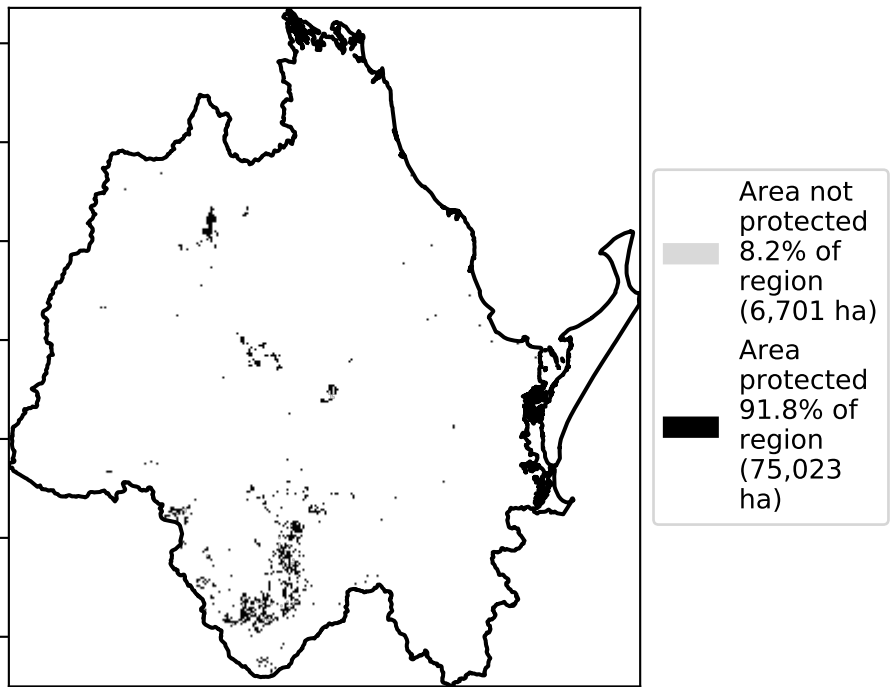 Area not
protected
8.2% of
region
(6,701 ha)
Area
protected
91.8% of
region
(75,023
ha)